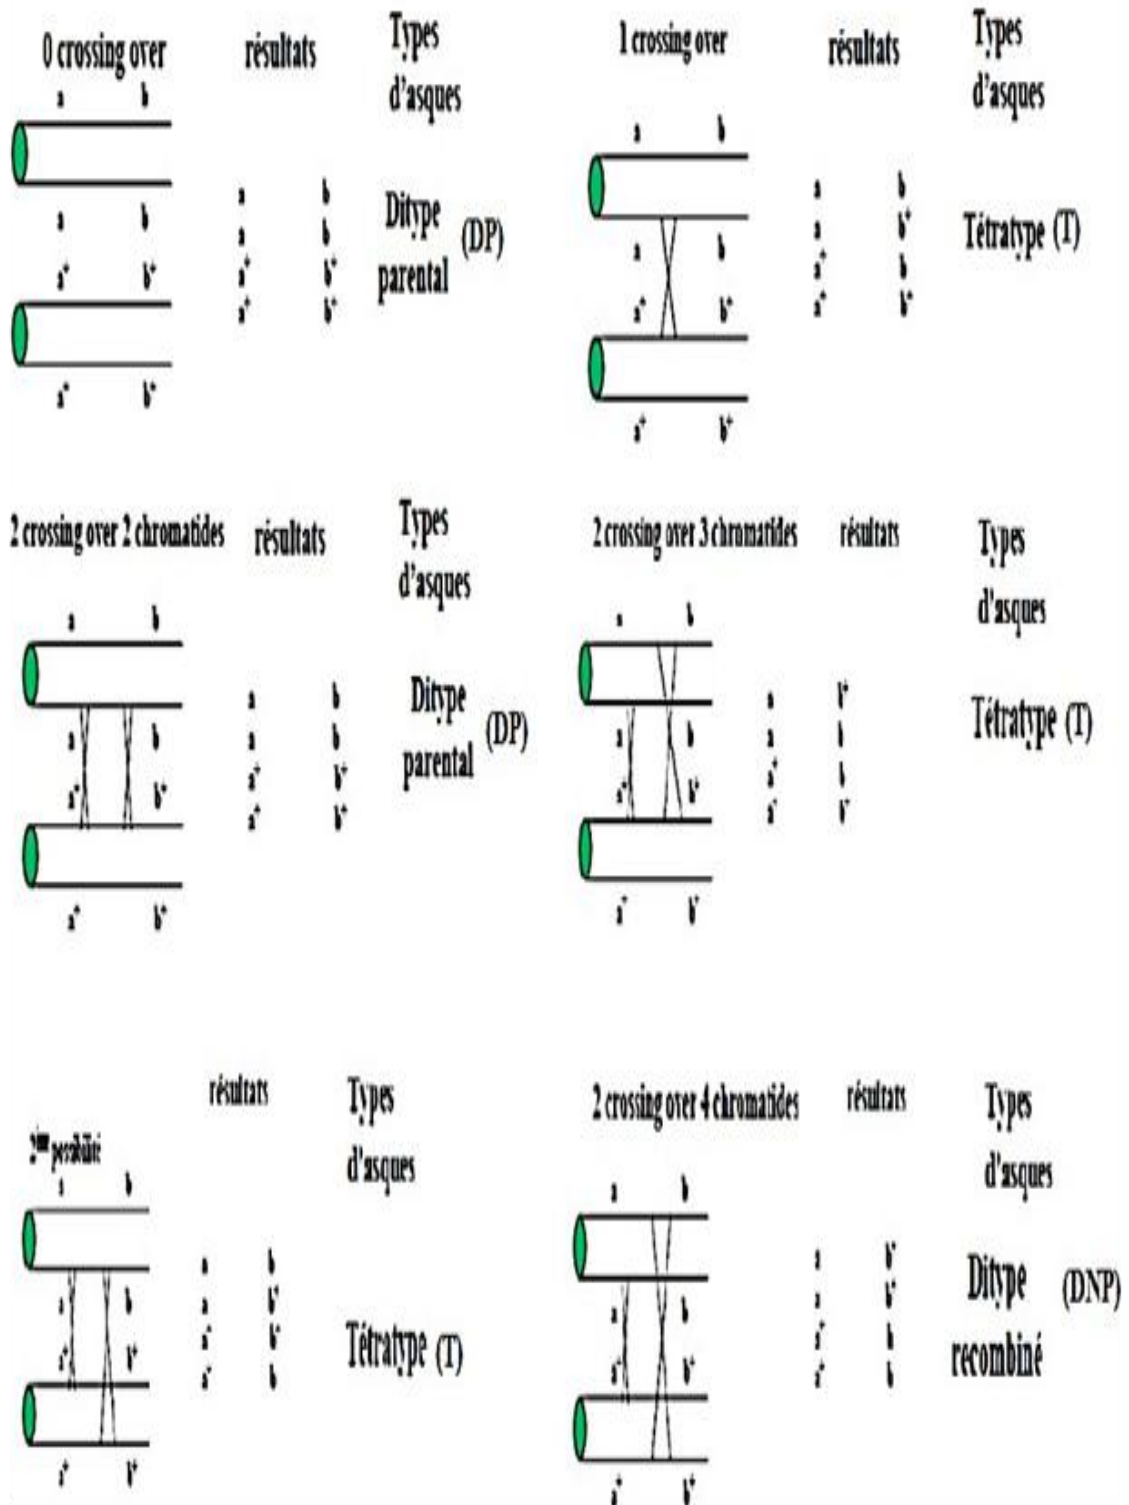 0 crossing over résultats Types d'asques
a b
a b
a b
a b
Ditype parental (DP)
a⁺ b⁺
a⁺ b⁺
a⁺ b⁺
a⁺ b⁺
1 crossing over résultats Types d'asques
a b
a b
a b
a b⁺
Tétratype (T)
a⁺ b
a⁺ b⁺
a⁺ b⁺
a⁺ b⁺
2 crossing over 2 chromatides résultats Types d'asques
a b
a b
a b
a b
Ditype parental (DP)
a⁺ b⁺
a⁺ b⁺
a⁺ b⁺
a⁺ b⁺
2 crossing over 3 chromatides résultats Types d'asques
a b
a b⁺
a b
a b
Tétratype (T)
a⁺ b⁺
a⁺ b
a⁺ b⁺
résultats Types d'asques
2ème possibilité
a b
a b
a b
a b⁺
Tétratype (T)
a⁺ b⁺
a⁺ b⁺
a⁺ b
a⁺ b⁺
2 crossing over 4 chromatides résultats Types d'asques
a b
a b⁺
a b
a b⁺
Ditype recombiné (DNP)
a⁺ b⁺
a⁺ b
a⁺ b
a⁺ b⁺